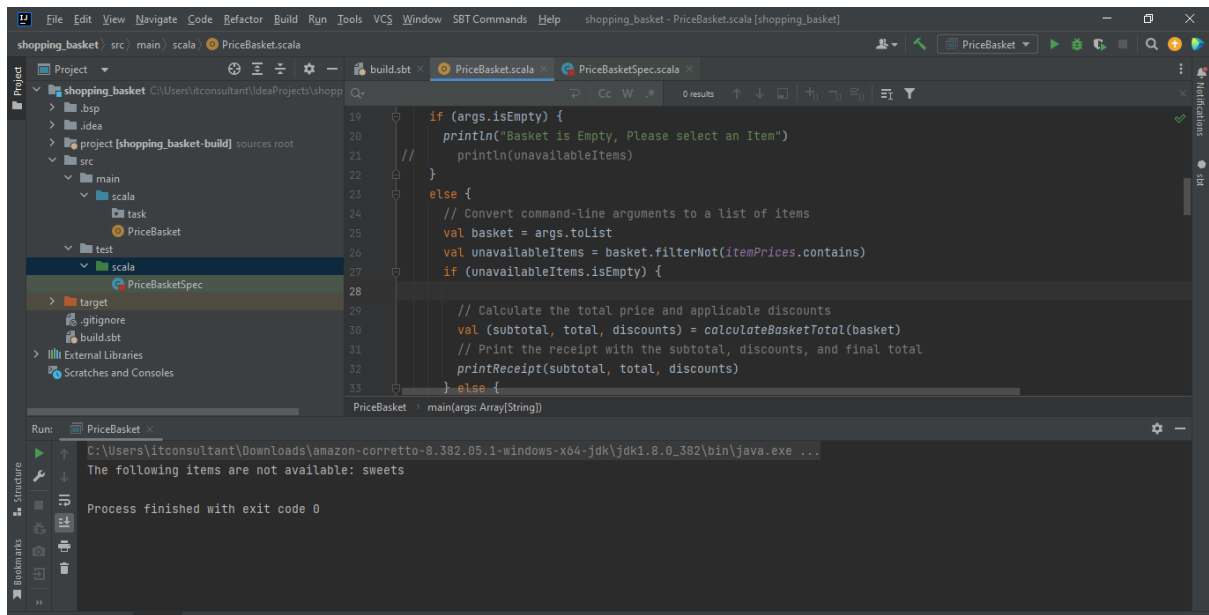 File Edit View Navigate Code Refactor Build Run Tools VCS Window SBT Commands Help shopping_basket - PriceBasket.scala [shopping_basket]
shopping_basket src main scala PriceBasket.scala
PriceBasket
Project
Project
build.sbt PriceBasket.scala PriceBasketSpec.scala
Notifications
sbt
shopping_basket C:\Users\itconsultant\IdeaProjects\shopp
.bsp
.idea
project [shopping_basket-build] sources root
src
main
scala
task
PriceBasket
test
scala
PriceBasketSpec
target
.gitignore
build.sbt
External Libraries
Scratches and Consoles
Cc W .* 0 results
19 if (args.isEmpty) {
20 println("Basket is Empty, Please select an Item")
21 // println(unavailableItems)
22 }
23 else {
24 // Convert command-line arguments to a list of items
25 val basket = args.toList
26 val unavailableItems = basket.filterNot(itemPrices.contains)
27 if (unavailableItems.isEmpty) {
28
29 // Calculate the total price and applicable discounts
30 val (subtotal, total, discounts) = calculateBasketTotal(basket)
31 // Print the receipt with the subtotal, discounts, and final total
32 printReceipt(subtotal, total, discounts)
33 } else {
PriceBasket main(args: Array[String])
Run: PriceBasket
C:\Users\itconsultant\Downloads\amazon-corretto-8.382.05.1-windows-x64-jdk\jdk1.8.0_382\bin\java.exe ...
The following items are not available: sweets
Process finished with exit code 0
Structure
Bookmarks